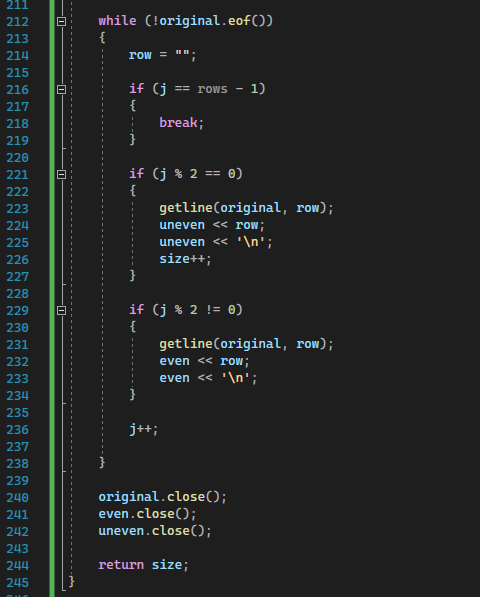 211
212 while (!original.eof())
213 {
214 row = "";
215
216 if (j == rows - 1)
217 {
218 break;
219 }
220
221 if (j % 2 == 0)
222 {
223 getline(original, row);
224 uneven << row;
225 uneven << '\n';
226 size++;
227 }
228
229 if (j % 2 != 0)
230 {
231 getline(original, row);
232 even << row;
233 even << '\n';
234 }
235
236 j++;
237
238 }
239
240 original.close();
241 even.close();
242 uneven.close();
243
244 return size;
245 }